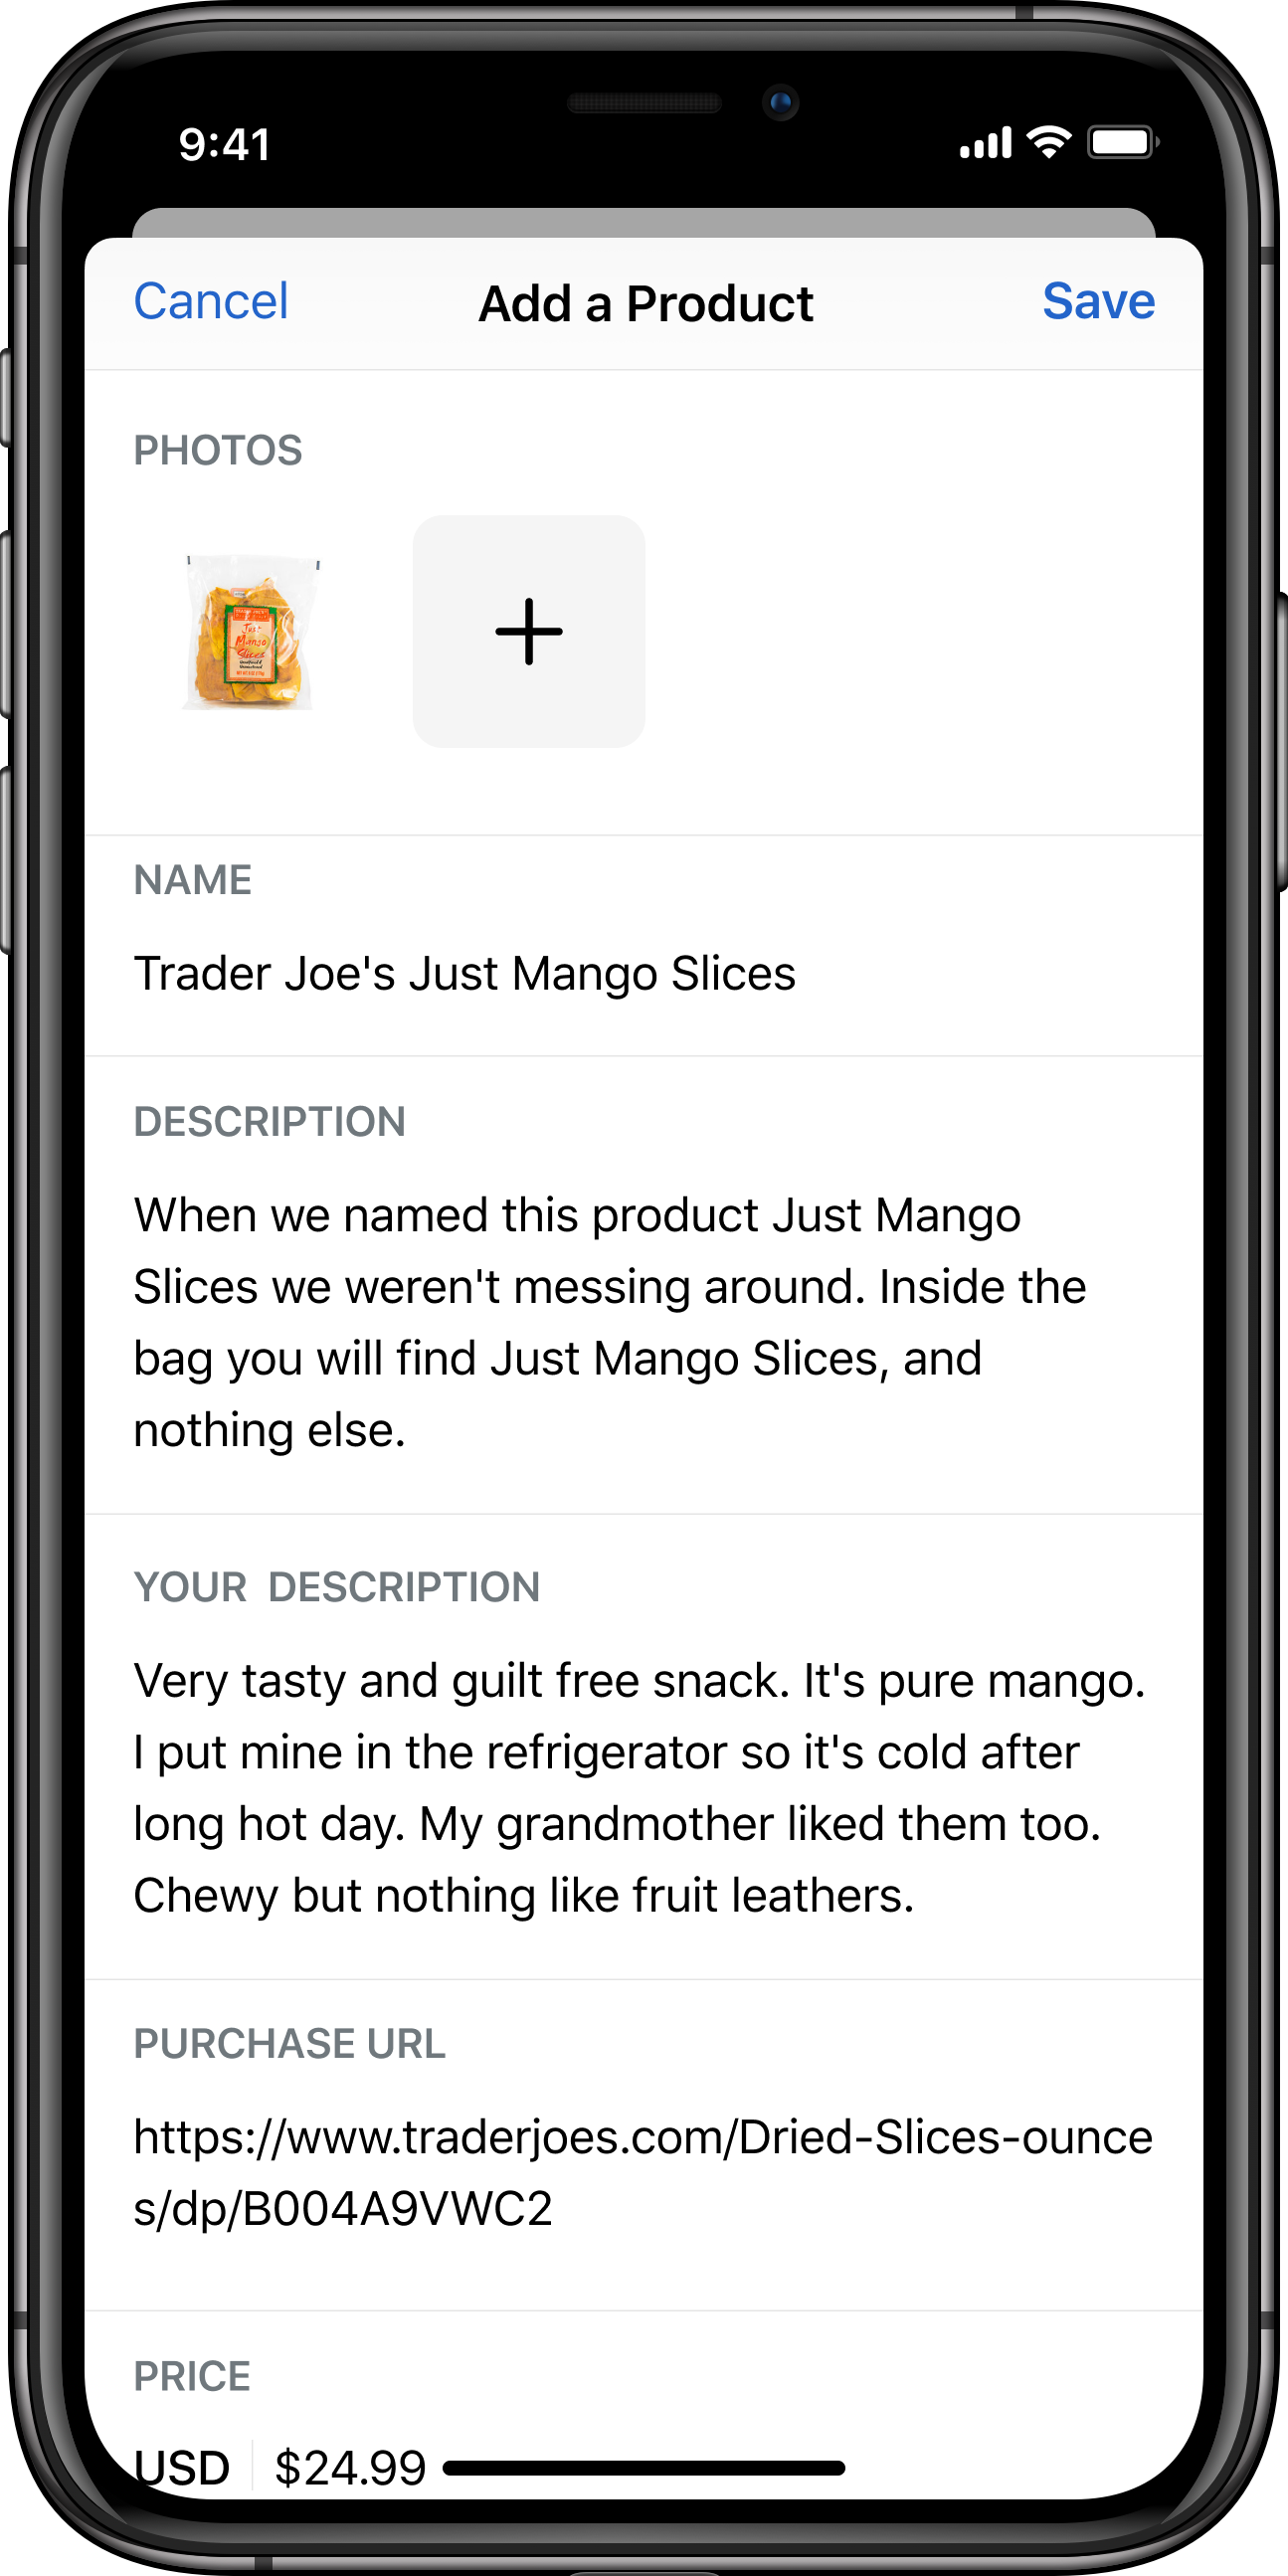 9:41
Cancel
Add a Product
Save
PHOTOS
Just
Mango
Slices
NAME
Trader Joe's Just Mango Slices
DESCRIPTION
When we named this product Just Mango
Slices we weren't messing around. Inside the
bag you will find Just Mango Slices, and
nothing else.
YOUR DESCRIPTION
Very tasty and guilt free snack. It's pure mango.
I put mine in the refrigerator so it's cold after
long hot day. My grandmother liked them too.
Chewy but nothing like fruit leathers.
PURCHASE URL
https://www.traderjoes.com/Dried-Slices-ounce
s/dp/B004A9VWC2
PRICE
USD $24.99